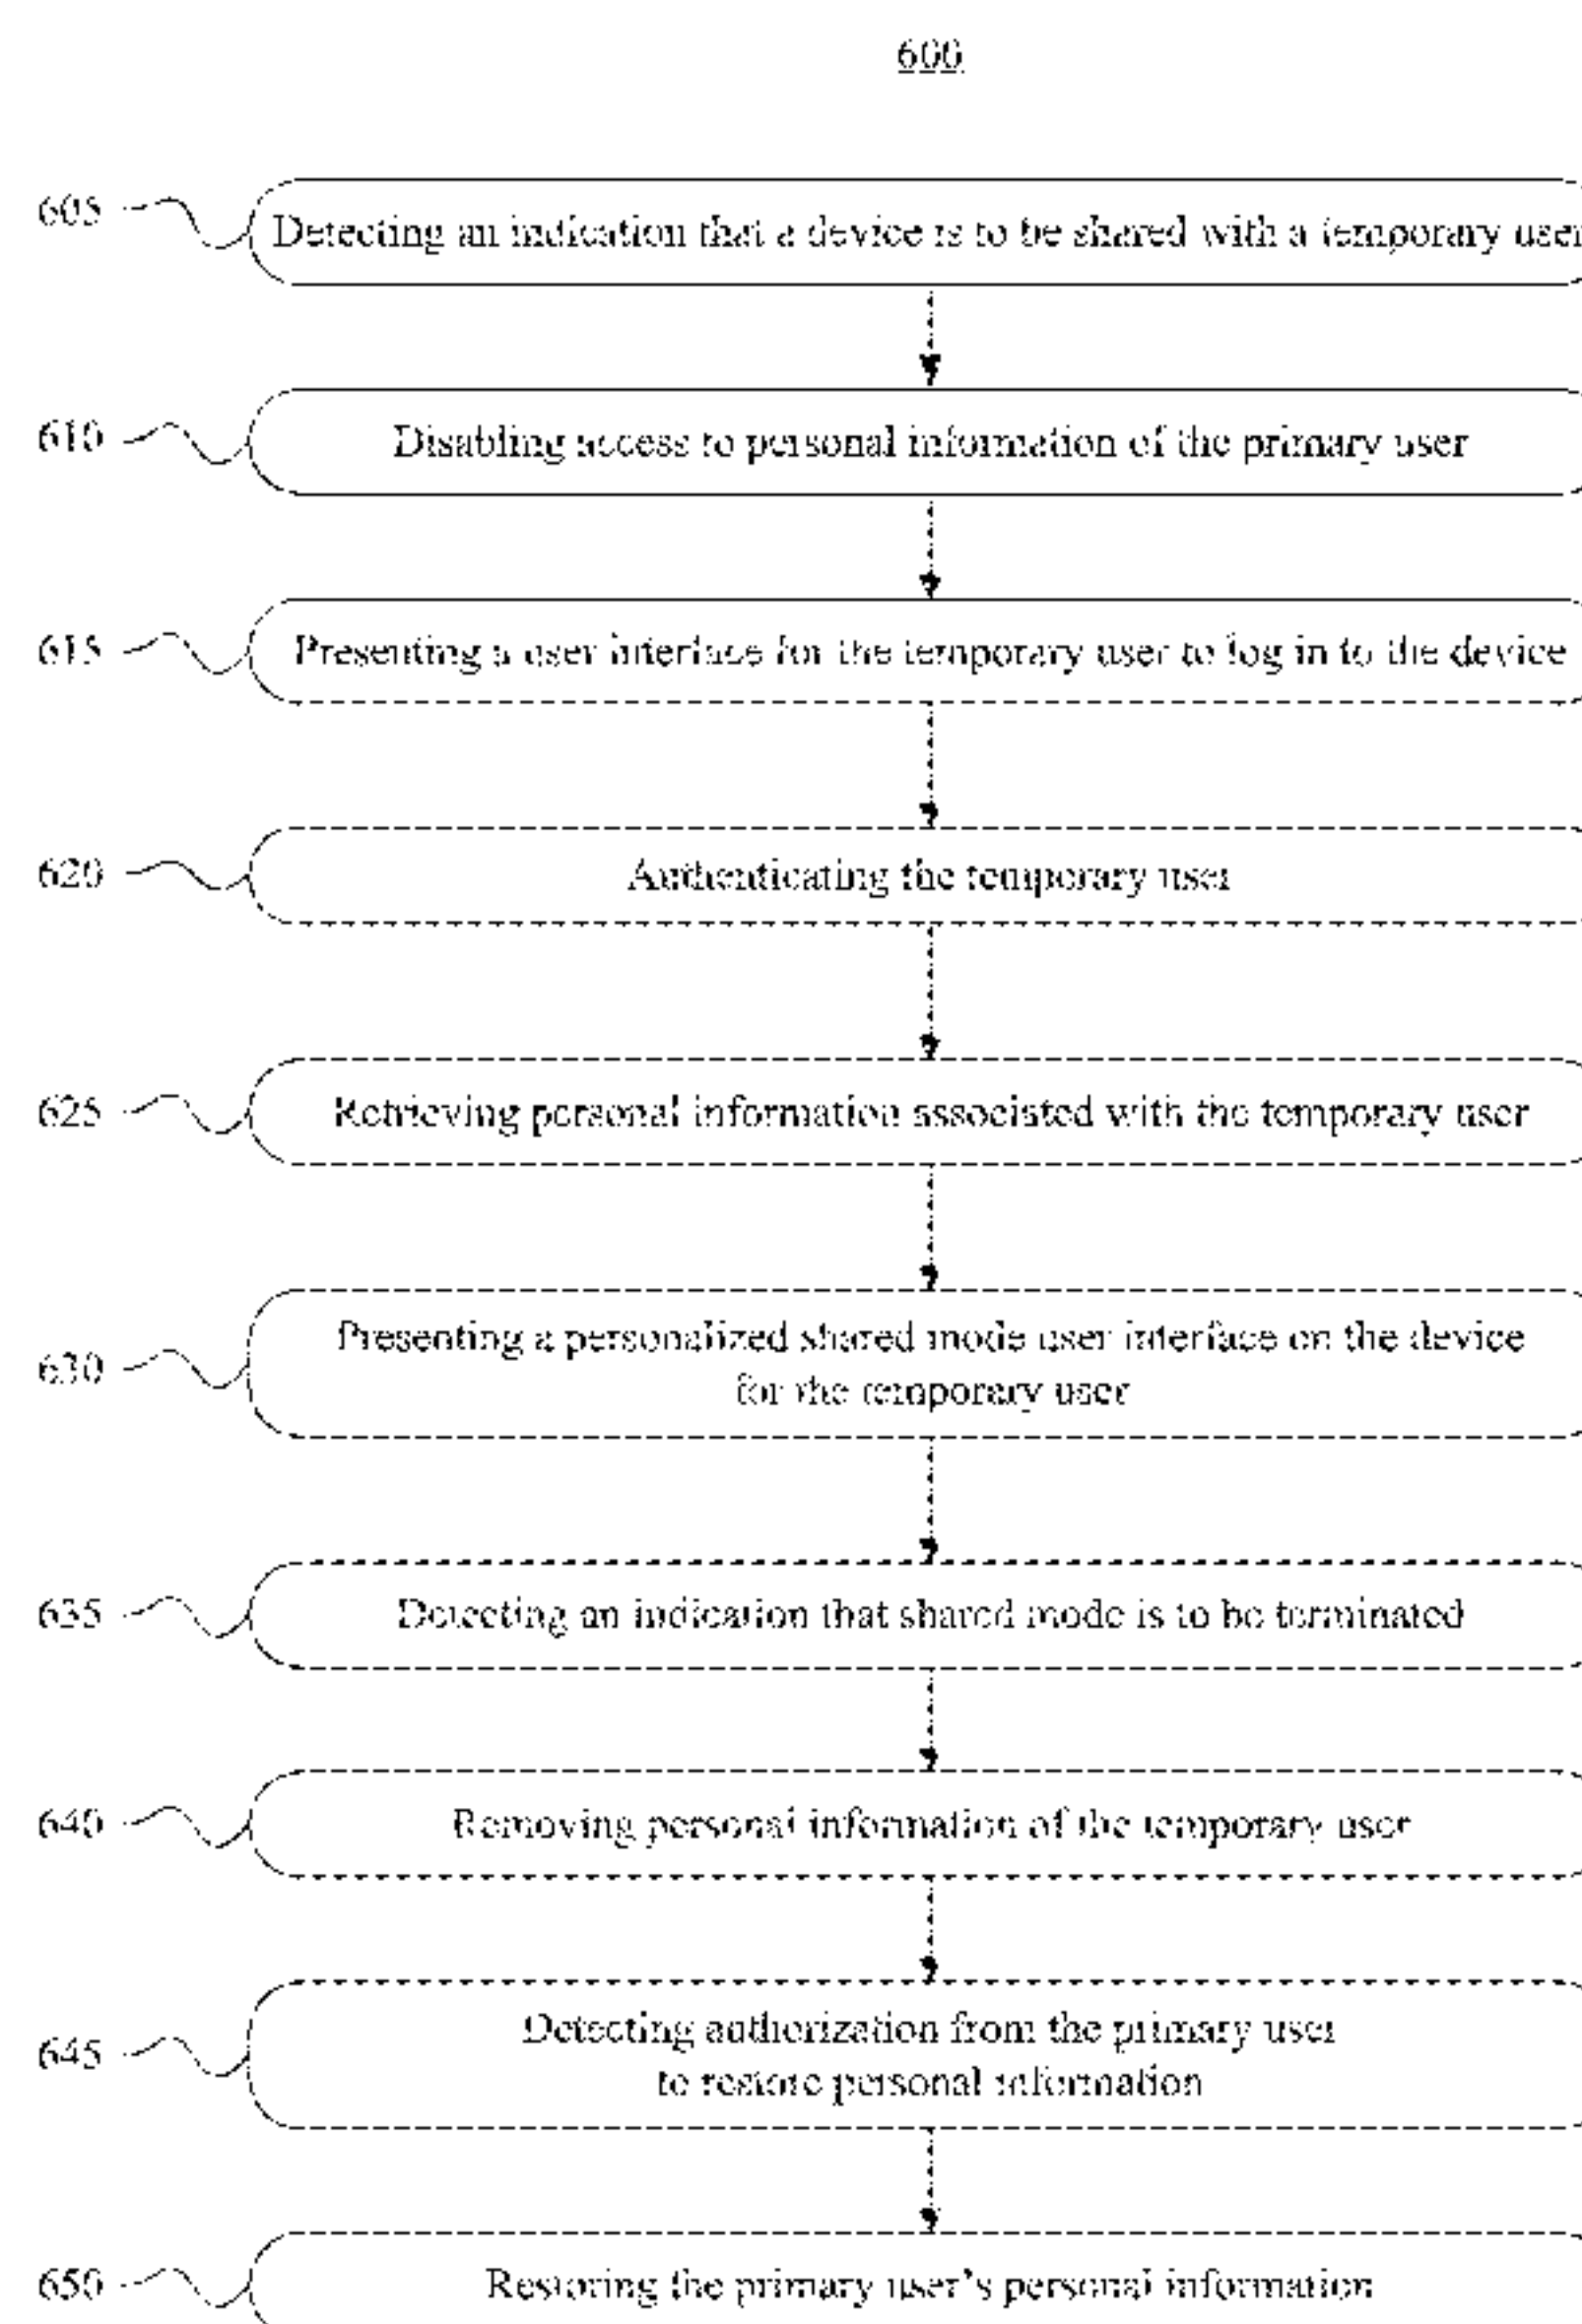 600
605
Detecting an indication that a device is to be shared with a temporary user
610
Disabling access to personal information of the primary user
615
Presenting a user interface for the temporary user to log in to the device
620
Authenticating the temporary user
625
Retrieving personal information associated with the temporary user
630
Presenting a personalized shared mode user interface on the device
for the temporary user
635
Detecting an indication that shared mode is to be terminated
640
Removing personal information of the temporary user
645
Detecting authorization from the primary user
to restore personal information
650
Restoring the primary user's personal information